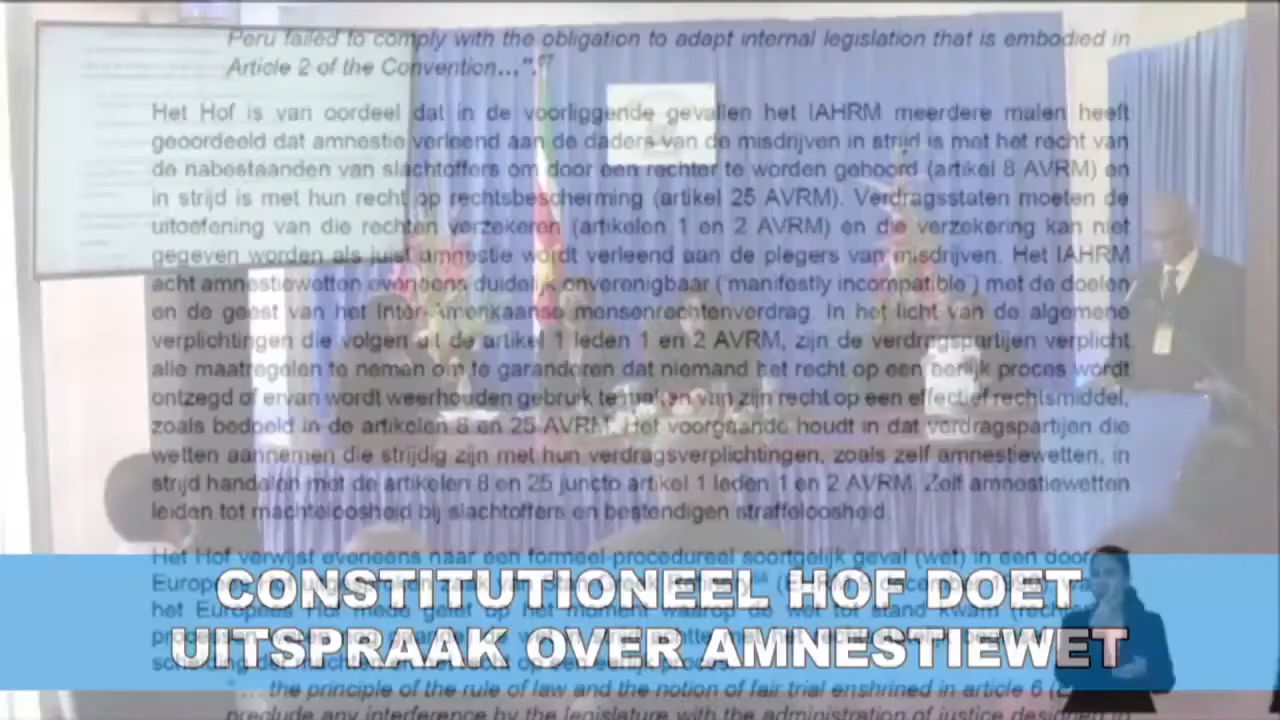 Peru failed to comply with the obligation to adapt internal legislation that is embodied in
Article 2 of the Convention...".
Het Hof is van oordeel dat in de voorliggende gevallen het IAHRM meerdere malen heeft
geoordeeld dat amnestie verleend aan de daders van de misdrijven in strijd is met het recht van
de nabestaanden van slachtoffers om door een rechter te worden gehoord (artikel 8 AVRM) en
in strijd is met hun recht op rechtsbescherming (artikel 25 AVRM). Verdragsstaten moeten de
uitoefening van die rechten verzekeren (artikelen 1 en 2 AVRM) en die verzekering kan niet
gegeven worden als juist amnestie wordt verleend aan de plegers van misdrijven. Het IAHRM
acht amnestiewetten eveneens duidelijk onverenigbaar ('manifestly incompatible') met de doelen
en de geest van het Inter-Amerikaanse mensenrechtenverdrag. In het licht van de algemene
verplichtingen die volgen uit de artikel 1 leden 1 en 2 AVRM, zijn de verdragspartijen verplicht
alle maatregelen te nemen om te garanderen dat niemand het recht op een eerlijk proces wordt
ontzegd of ervan wordt weerhouden gebruik te maken van zijn recht op een effectief rechtsmiddel,
zoals bedoeld in de artikelen 8 en 25 AVRM. Het voorgaande houdt in dat verdragspartijen die
wetten aannemen die strijdig zijn met hun verdragsverplichtingen, zoals zelf amnestiewetten, in
strijd handelen met de artikelen 8 en 25 juncto artikel 1 leden 1 en 2 AVRM. Zelf amnestiewetten
leiden tot machteloosheid bij slachtoffers en bestendigen straffeloosheid.
Het Hof verwijst eveneens naar een formeel-procedureel soortgelijk geval (wet) in een door
CONSTITUTIONEEL HOF DOET
UITSPRAAK OVER AMNESTIEWET
"... the principle of the rule of law and the notion of fair trial enshrined in article 6
preclude any interference by the legislature with the administration of justice designed to